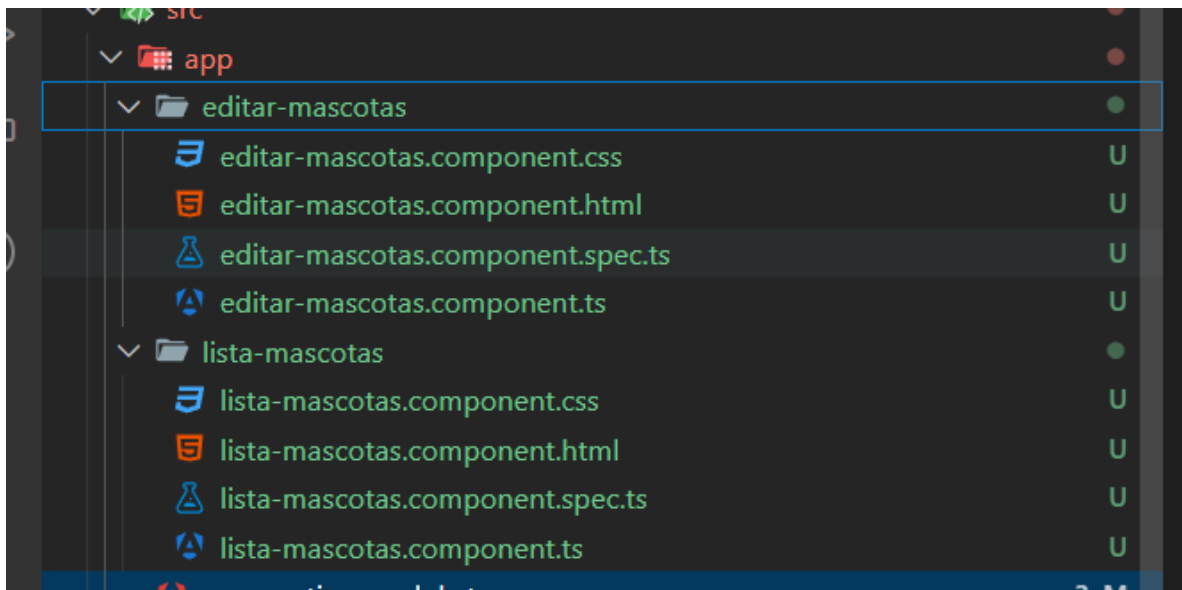 src
app
editar-mascotas
editar-mascotas.component.css U
editar-mascotas.component.html U
editar-mascotas.component.spec.ts U
editar-mascotas.component.ts U
lista-mascotas
lista-mascotas.component.css U
lista-mascotas.component.html U
lista-mascotas.component.spec.ts U
lista-mascotas.component.ts U